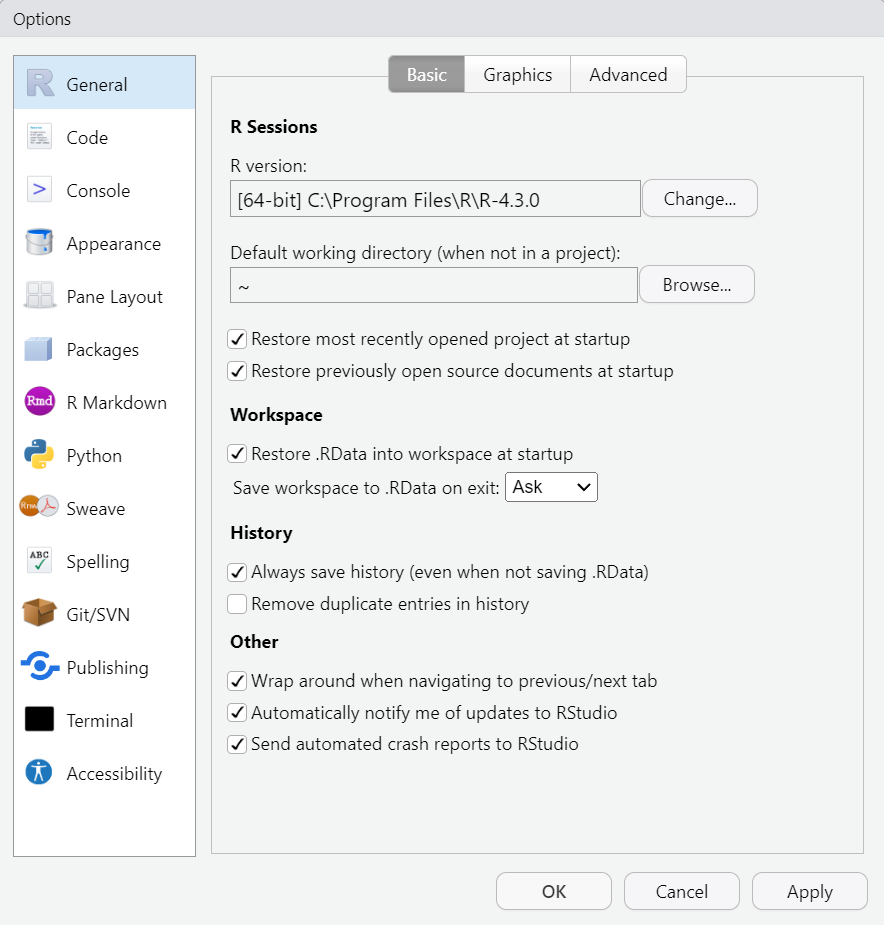 Options
General
Code
Console
Appearance
Pane Layout
Packages
Rmd R Markdown
Python
Rnw Sweave
ABC Spelling
Git/SVN
Publishing
Terminal
Accessibility
Basic Graphics Advanced
R Sessions
R version:
[64-bit] C:\Program Files\R\R-4.3.0 Change...
Default working directory (when not in a project):
~ Browse...
Restore most recently opened project at startup
Restore previously open source documents at startup
Workspace
Restore .RData into workspace at startup
Save workspace to .RData on exit: Ask
History
Always save history (even when not saving .RData)
Remove duplicate entries in history
Other
Wrap around when navigating to previous/next tab
Automatically notify me of updates to RStudio
Send automated crash reports to RStudio
OK Cancel Apply